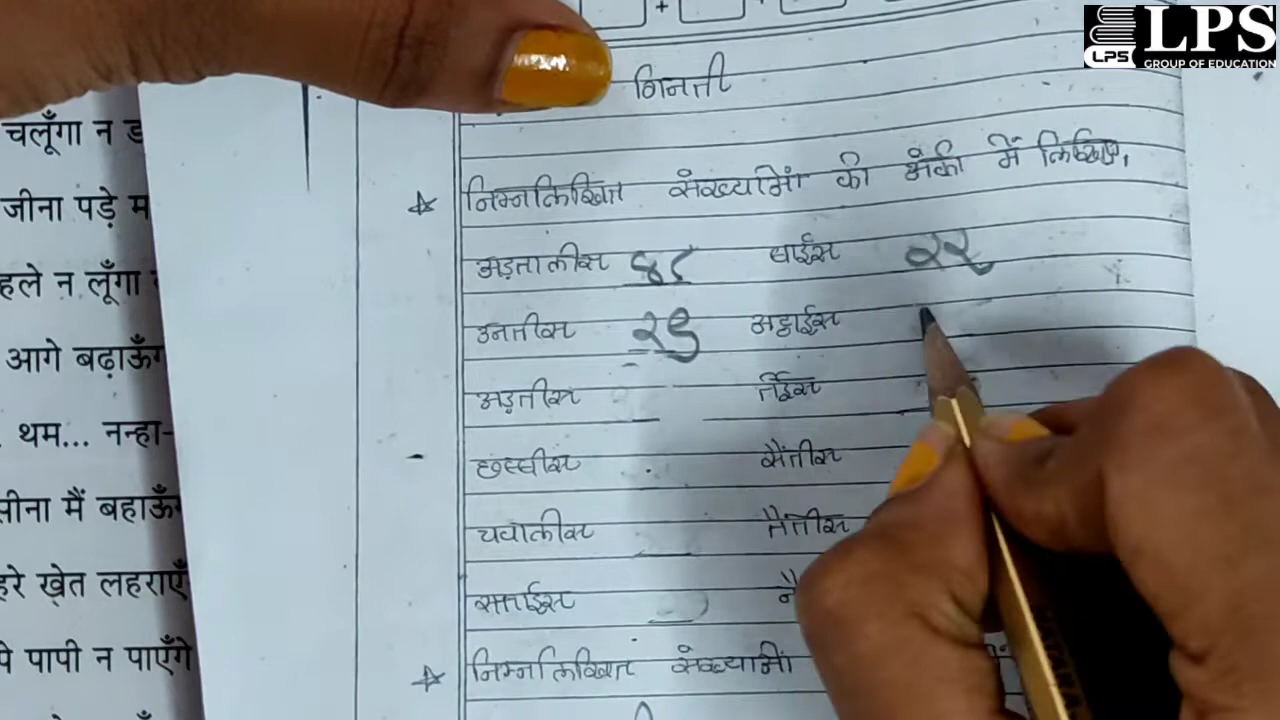 LPS
LPS
GROUP OF EDUCATION
गिनती
निम्नलिखित संख्याओं को अंकों में लिखिए,
अड़तालीस ४८ बाईस २२
उनतीस २९ अट्ठाईस
अड़तीस तेईस
छब्बीस सैंतीस
चवालीस तैंतीस
सत्ताईस
निम्नलिखित संख्याओं
चलूँगा न
जीना पड़े
हले न लूँगा
आगे बढ़ाऊँग
थम... नन्हा-
सीना मैं बहाऊँ
हरे खे़त लहराएँ
पे पापी न पाएँगे